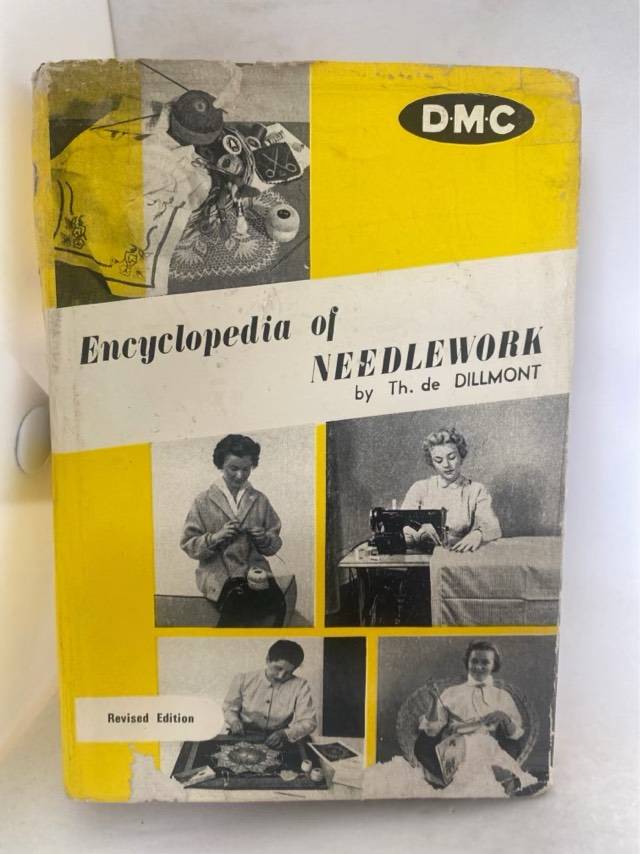 D·M·C
Encyclopedia of
NEEDLEWORK
by Th. de DILLMONT
Revised Edition